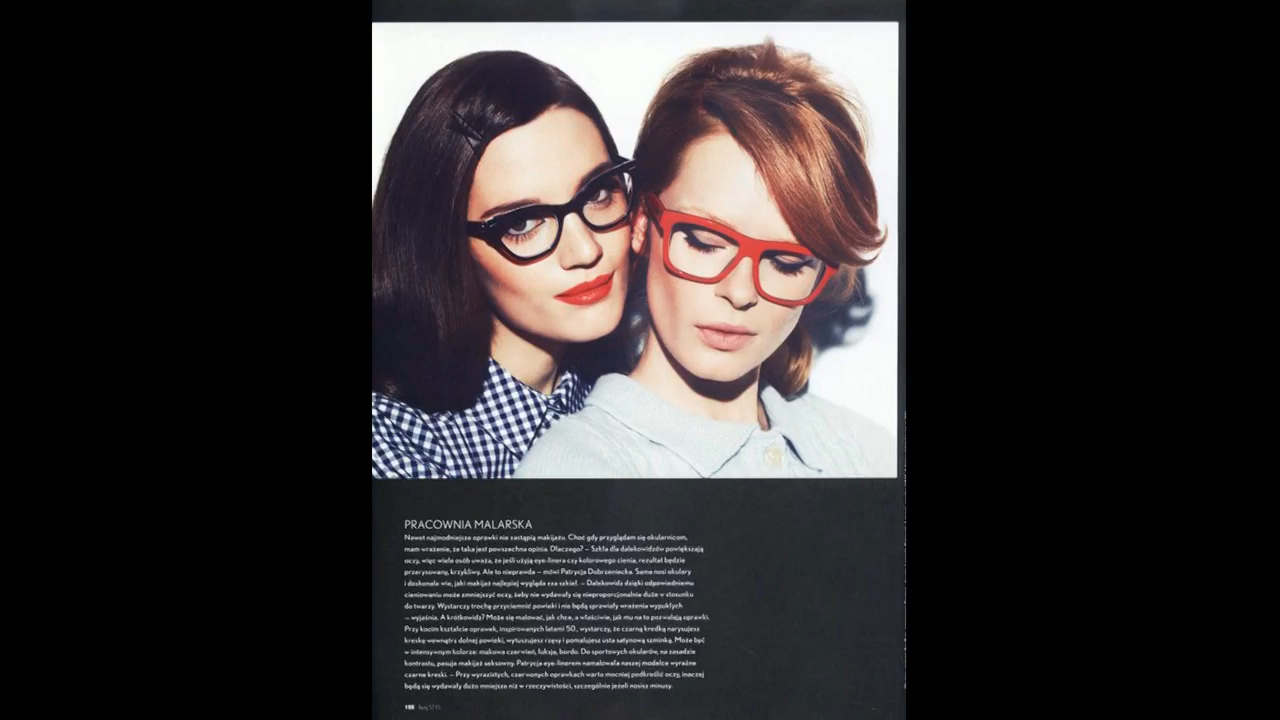 PRACOWNIA MALARSKA
Nawet najmodniejsze oprawki nie zastąpią makijażu. Choć gdy przyglądam się okularnicom,
mam wrażenie, że taka jest powszechna opinia. Dlaczego? – Szkła dla dalekowidzów powiększają
oczy, więc wiele osób uważa, że jeśli użyją eye-linera czy kolorowego cienia, rezultat będzie
przerysowany, krzykliwy. Ale to nieprawda – mówi Patrycja Dobrzeniecka. Sama nosi okulary
i doskonale wie, jaki makijaż najlepiej wygląda zza szkieł. – Dalekowidz dzięki odpowiedniemu
cieniowaniu może zmniejszyć oczy, żeby nie wydawały się nieproporcjonalnie duże w stosunku
do twarzy. Wystarczy trochę przyciemnić powieki i nie będą sprawiały wrażenia wypukłych
– wyjaśnia. A krótkowidz? Może się malować, jak chce, a właściwie, jak mu na to pozwalają oprawki.
Przy kocim kształcie oprawek, inspirowanych latami 50., wystarczy, że czarną kredką narysujesz
kreskę wewnątrz dolnej powieki, wytuszujesz rzęsy i pomalujesz usta satynową szminką. Może być
w intensywnym kolorze: makowa czerwień, fuksja, bordo. Do sportowych okularów, na zasadzie
kontrastu, pasuje makijaż seksowny. Patrycja eye-linerem namalowała naszej modelce wyraźne
czarne kreski. – Przy wyrazistych, czerwonych oprawkach warto mocniej podkreślić oczy, inaczej
będą się wydawały dużo mniejsze niż w rzeczywistości, szczególnie jeżeli nosisz minusy.
198 Twój STYL